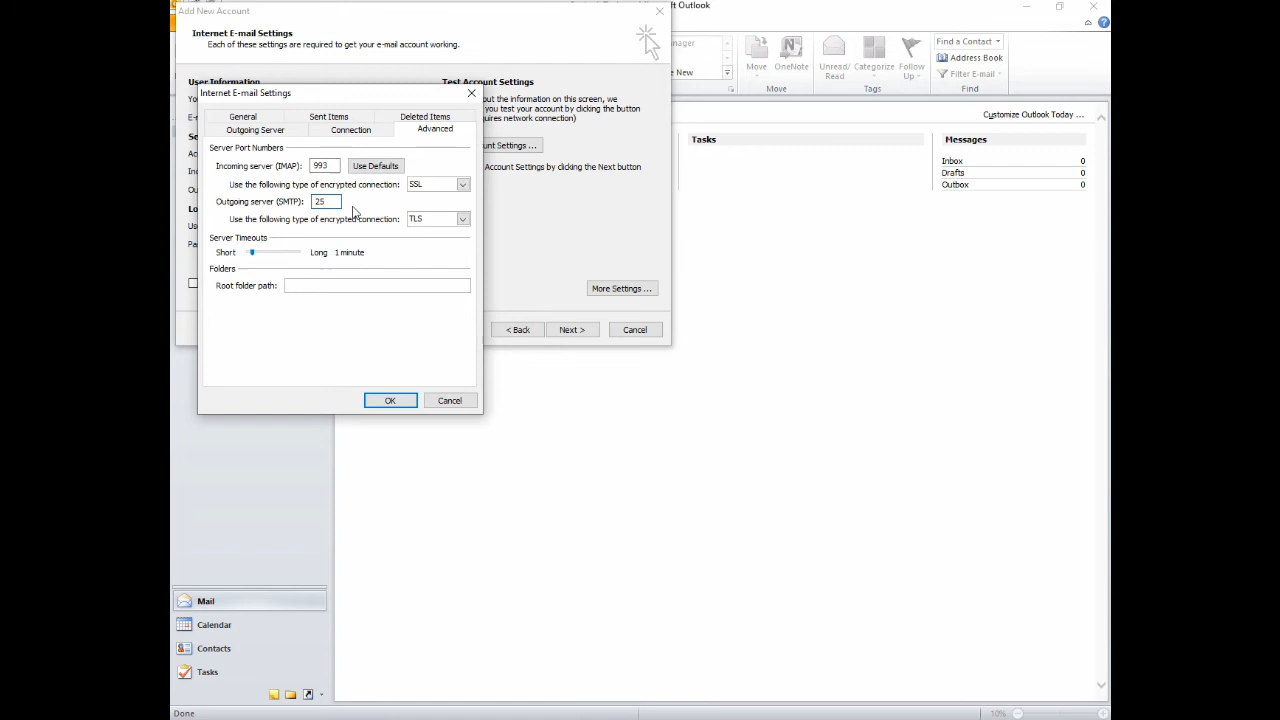 Add New Account
ft Outlook
Internet E-mail Settings
Each of these settings are required to get your e-mail account working.
User Information
Test Account Settings
out the information on this screen, we
you test your account by clicking the button
quires network connection)
unt Settings ...
Account Settings by clicking the Next button
Internet E-mail Settings
General
Sent Items
Deleted Items
Outgoing Server
Connection
Advanced
Server Port Numbers
Incoming server (IMAP):
993
Use Defaults
Use the following type of encrypted connection:
SSL
Outgoing server (SMTP):
25
Use the following type of encrypted connection:
TLS
Server Timeouts
Short
Long
1 minute
Folders
Root folder path:
OK
Cancel
More Settings ...
< Back
Next >
Cancel
anager
e New
Move
OneNote
Unread/
Read
Categorize
Follow
Up
Move
Tags
Find a Contact
Address Book
Filter E-mail
Find
Customize Outlook Today ...
Tasks
Messages
Inbox 0
Drafts 0
Outbox 0
Mail
Calendar
Contacts
Tasks
Done
10%